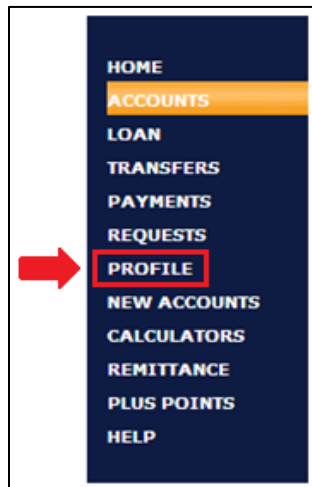 HOME
ACCOUNTS
LOAN
TRANSFERS
PAYMENTS
REQUESTS
PROFILE
NEW ACCOUNTS
CALCULATORS
REMITTANCE
PLUS POINTS
HELP